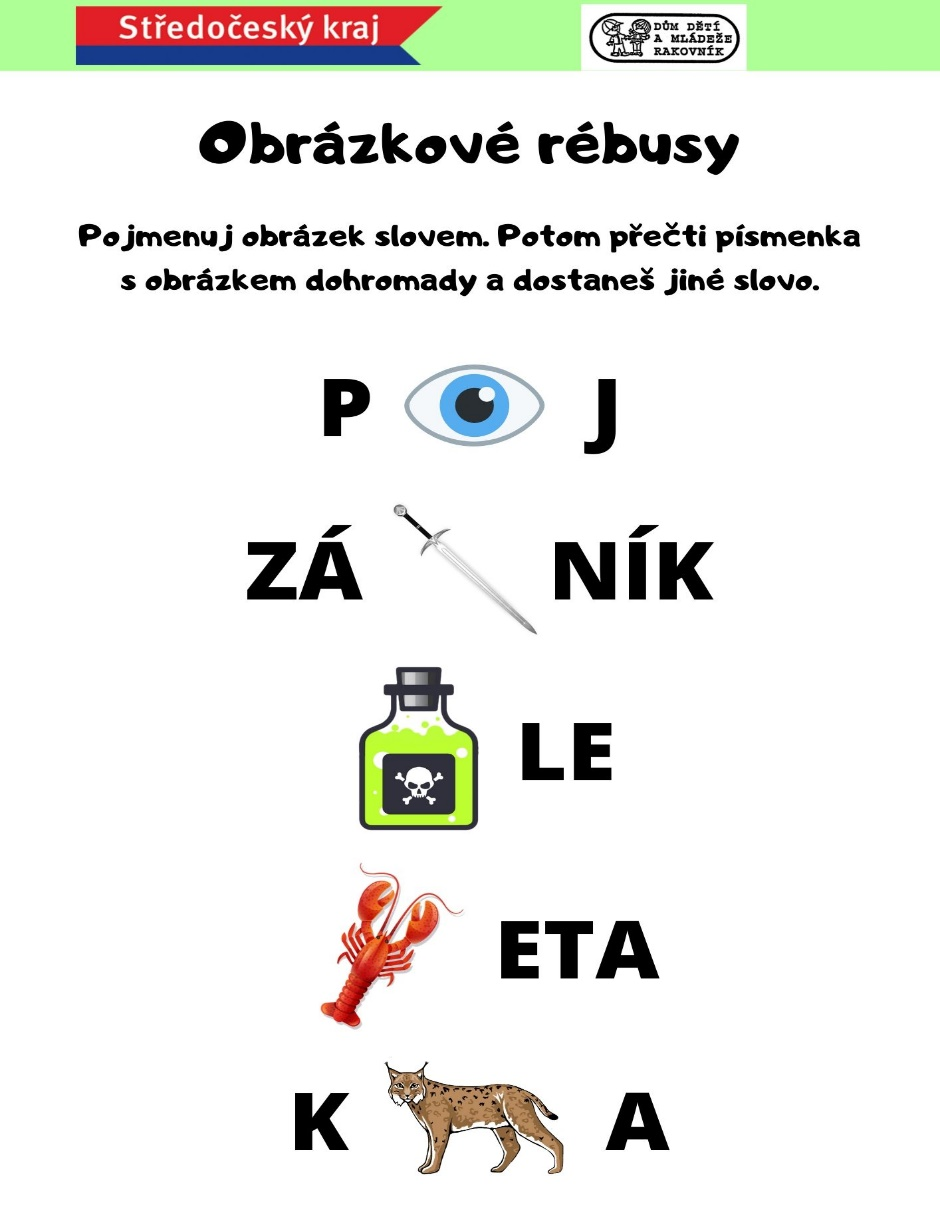 Středočeský kraj
DŮM DĚTÍ
A MLÁDEŽE
RAKOVNÍK
Obrázkové rébusy
Pojmenuj obrázek slovem. Potom přečti písmenka
s obrázkem dohromady a dostaneš jiné slovo.
P J
ZÁ NÍK
LE
ETA
K A